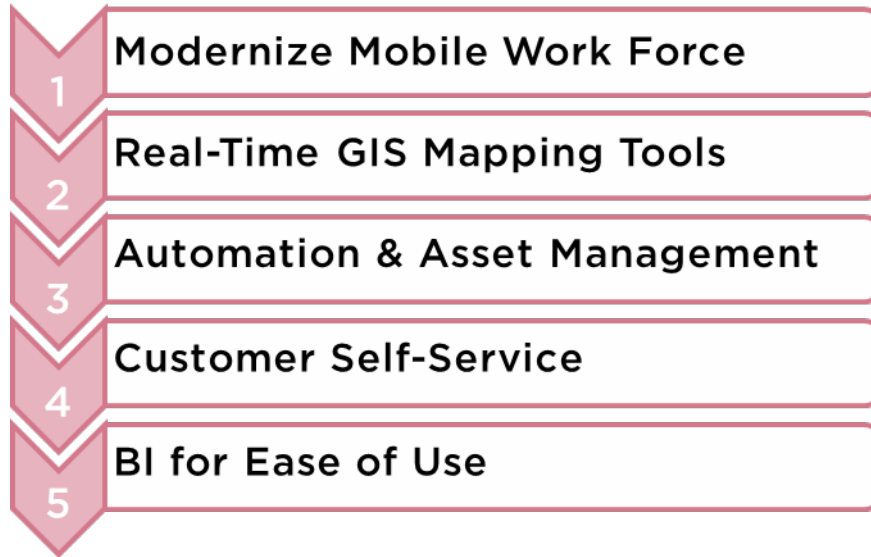 1 Modernize Mobile Work Force
2 Real-Time GIS Mapping Tools
3 Automation & Asset Management
4 Customer Self-Service
5 BI for Ease of Use